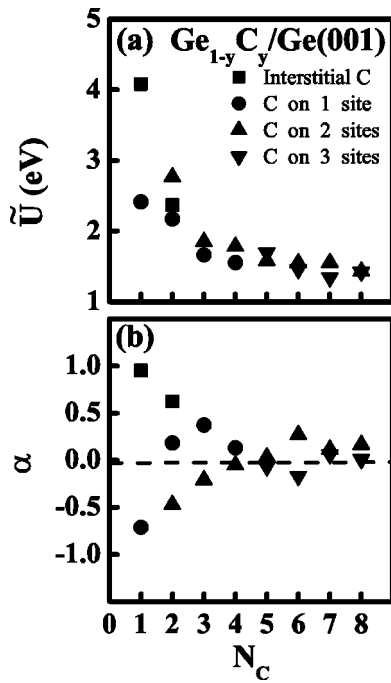 (a) Ge1-yCy/Ge(001)
■ Interstitial C
● C on 1 site
▲ C on 2 sites
▼ C on 3 sites
5
4
3
2
1
Ũ (eV)
(b)
1.0
0.5
0.0
-0.5
-1.0
α
0 1 2 3 4 5 6 7 8
NC